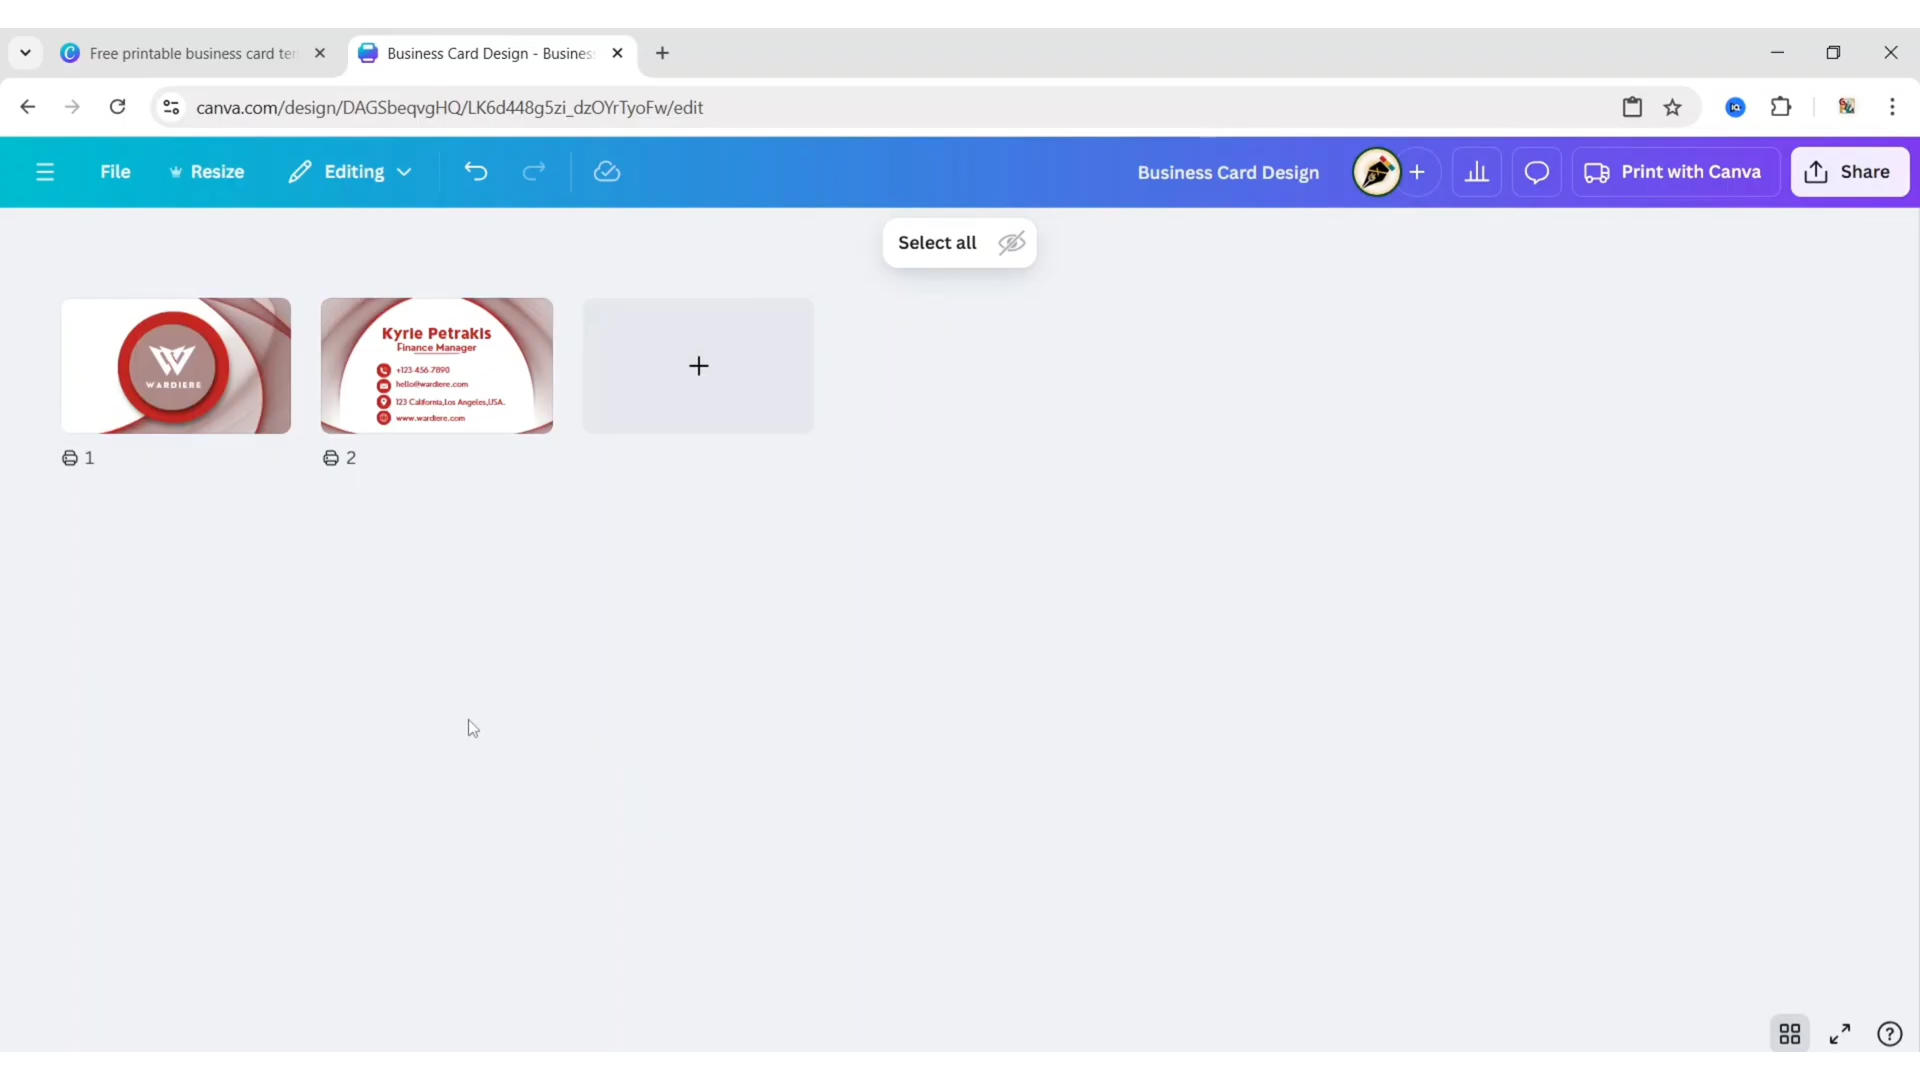 Free printable business card te
Business Card Design - Busines
canva.com/design/DAGSbeqvgHQ/LK6d448g5zi_dzOYrTyoFw/edit
File
Resize
Editing
Business Card Design
Print with Canva
Share
Select all
WARDIERE
Kyrie Petrakis
Finance Manager
+123-456-7890
hello@wardiere.com
123 California,Los Angeles,USA.
www.wardiere.com
1
2